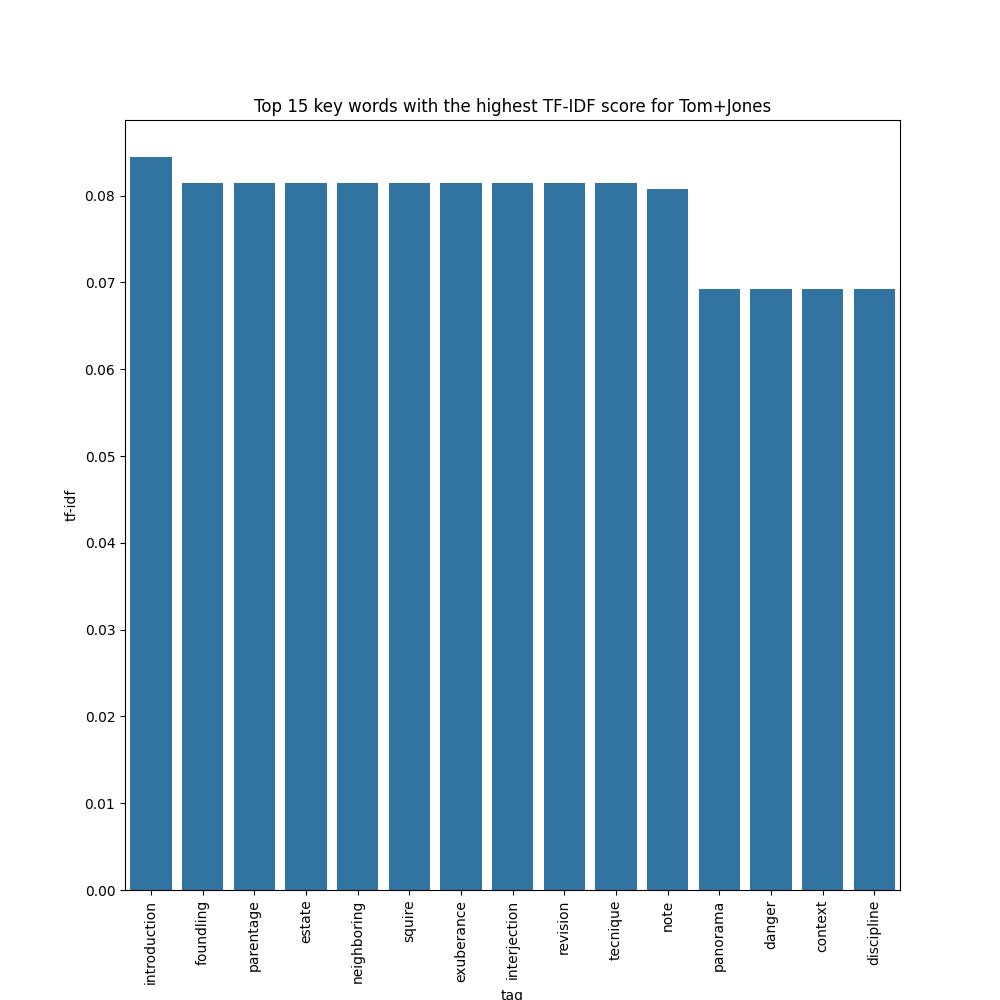 Top 15 key words with the highest TF-IDF score for Tom+Jones
tf-idf
0.08
0.07
0.06
0.05
0.04
0.03
0.02
0.01
0.00
introduction
foundling
parentage
estate
neighboring
squire
exuberance
interjection
revision
tecnique
note
panorama
danger
context
discipline
tag